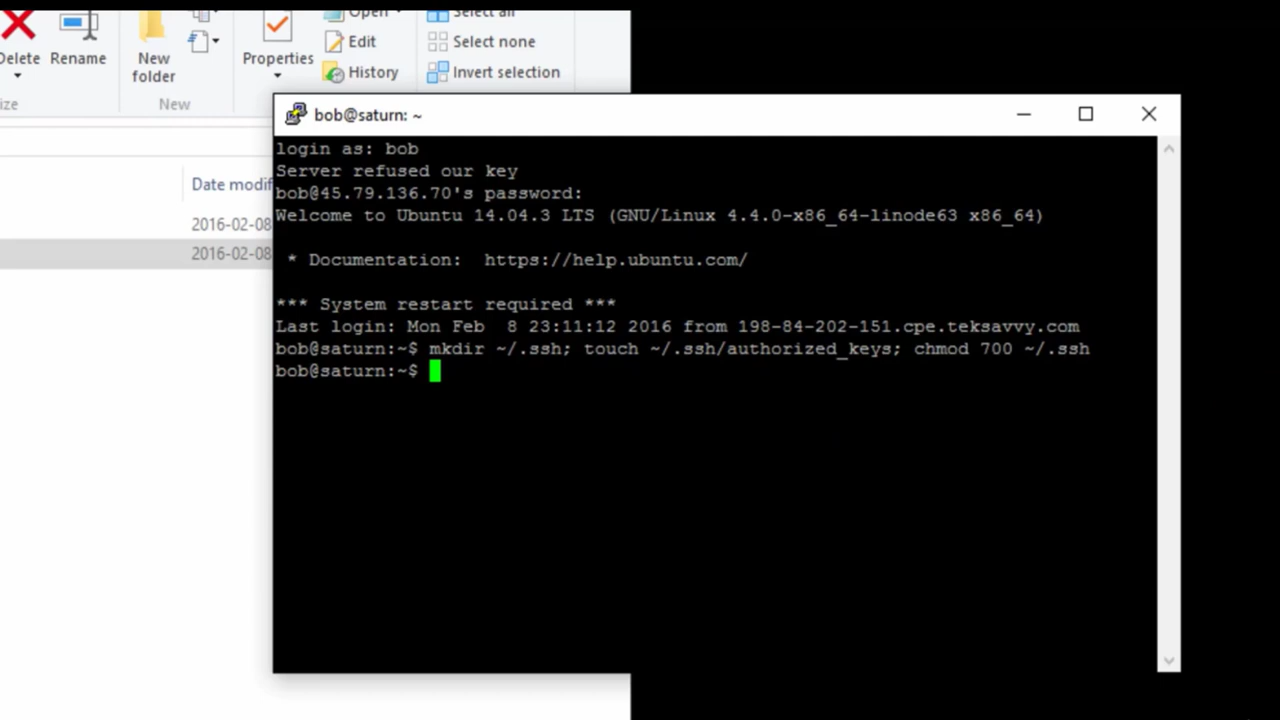 Open
Select all
Delete
Rename
New
folder
Properties
Edit
Select none
History
Invert selection
ize
New
Date modif
2016-02-08
2016-02-08
bob@saturn: ~
login as: bob
Server refused our key
bob@45.79.136.70's password:
Welcome to Ubuntu 14.04.3 LTS (GNU/Linux 4.4.0-x86_64-linode63 x86_64)
* Documentation:  https://help.ubuntu.com/
*** System restart required ***
Last login: Mon Feb  8 23:11:12 2016 from 198-84-202-151.cpe.teksavvy.com
bob@saturn:~$ mkdir ~/.ssh; touch ~/.ssh/authorized_keys; chmod 700 ~/.ssh
bob@saturn:~$